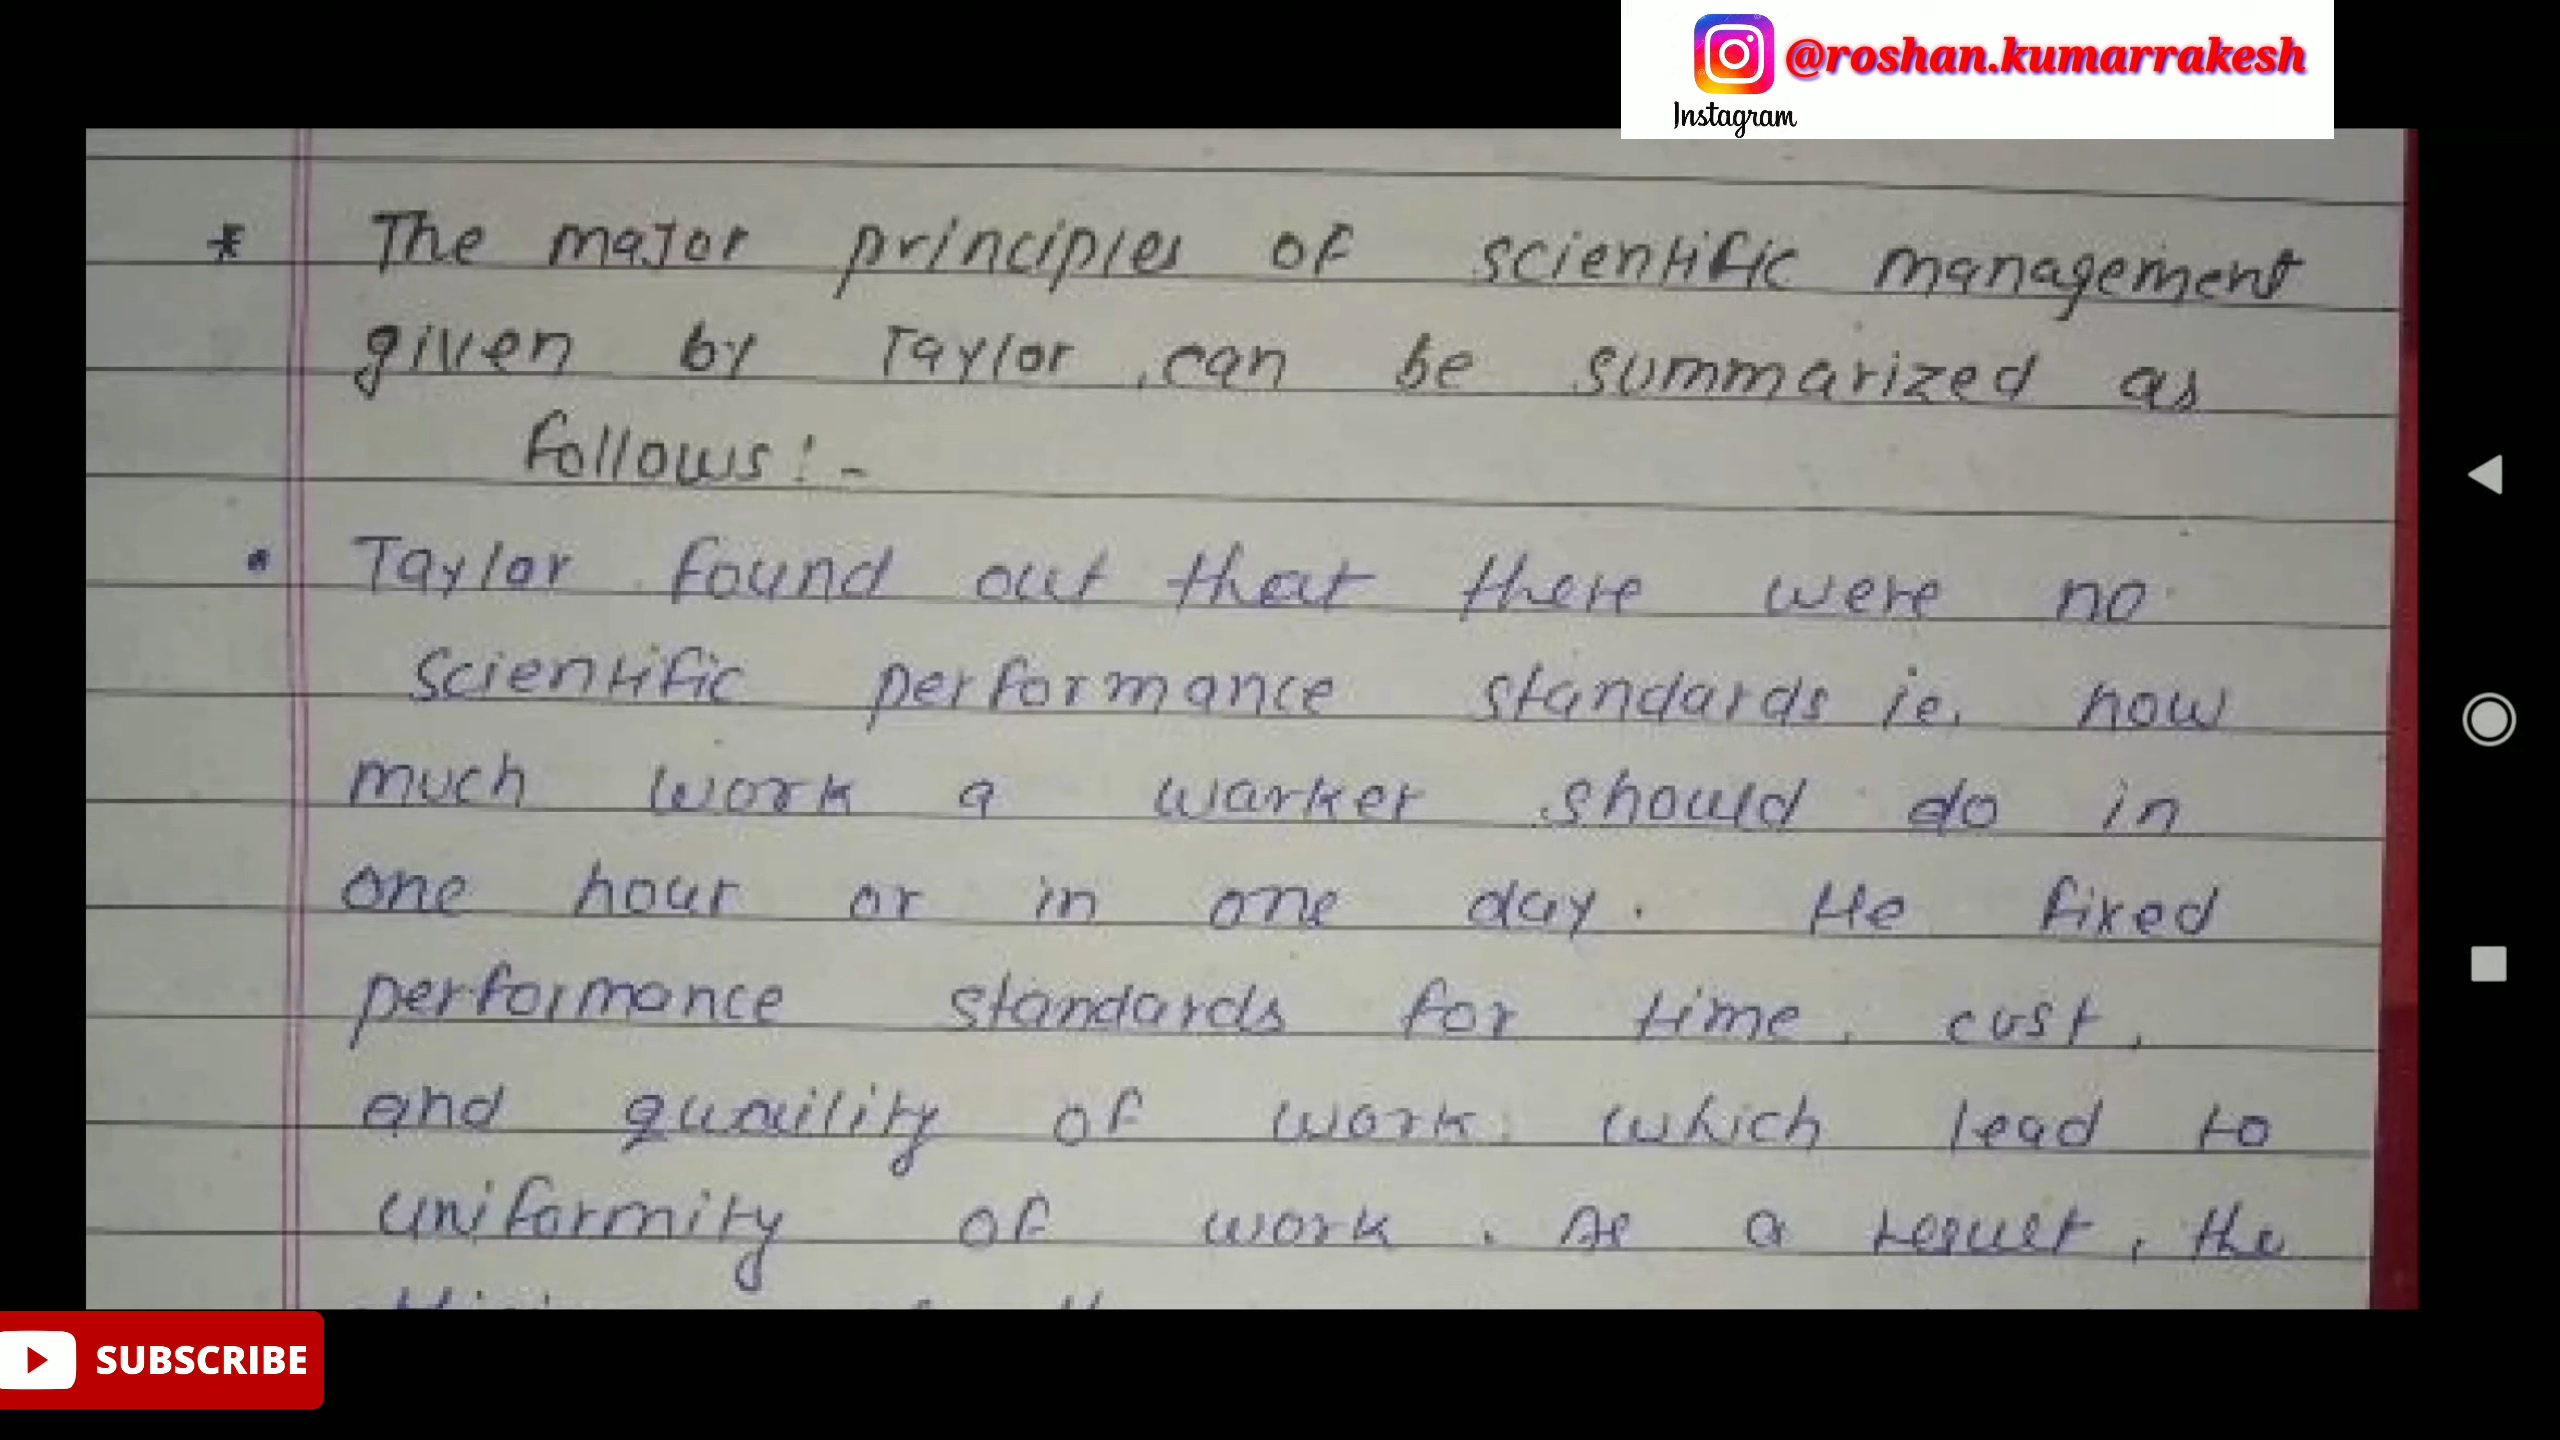 @roshan.kumarrakesh
Instagram
* The major principles of scientific management
given by Taylor, can be summarized as
follows:-
• Taylor found out that there were no
scientific performance standards ie. how
much work a warker should do in
one hour or in one day. He fixed
performance standards for time, cost,
and quaility of work which lead to
uniformity of work. As a result, the
SUBSCRIBE